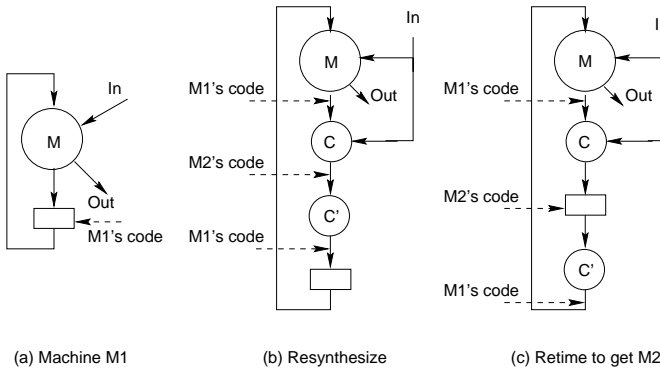 In
M
Out
M1's code
(a) Machine M1
In
M
Out
M1's code
C
M2's code
C'
M1's code
(b) Resynthesize
I
M
Out
M1's code
C
M2's code
C'
M1's code
(c) Retime to get M2